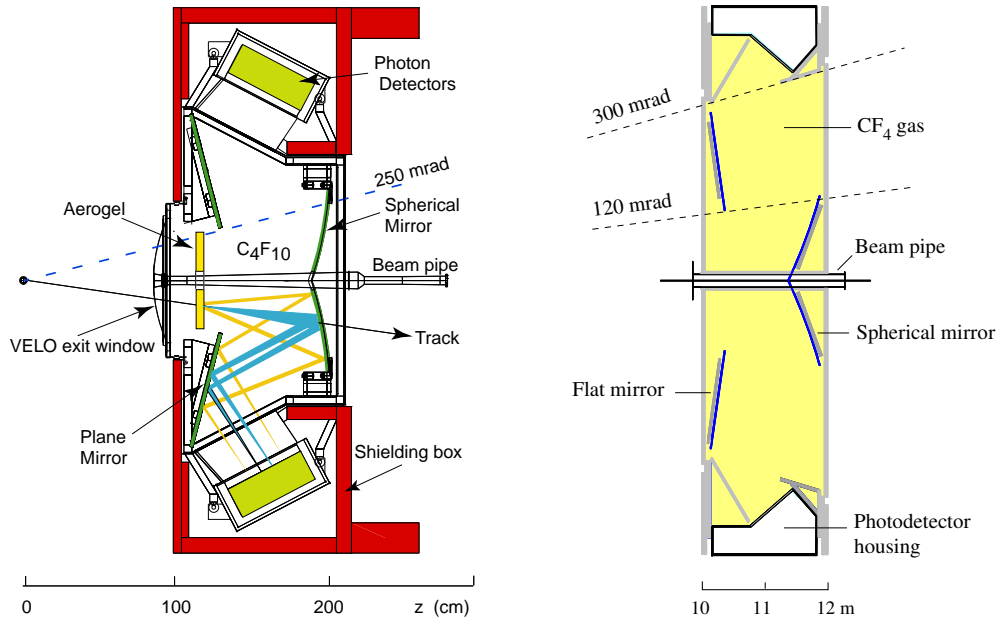 Photon
Detectors
250 mrad
Aerogel
Spherical
Mirror
C4F10
Beam pipe
VELO exit window
Track
Plane
Mirror
Shielding box
0
100
200
z (cm)
300 mrad
CF4 gas
120 mrad
Beam pipe
Spherical mirror
Flat mirror
Photodetector
housing
10
11
12 m